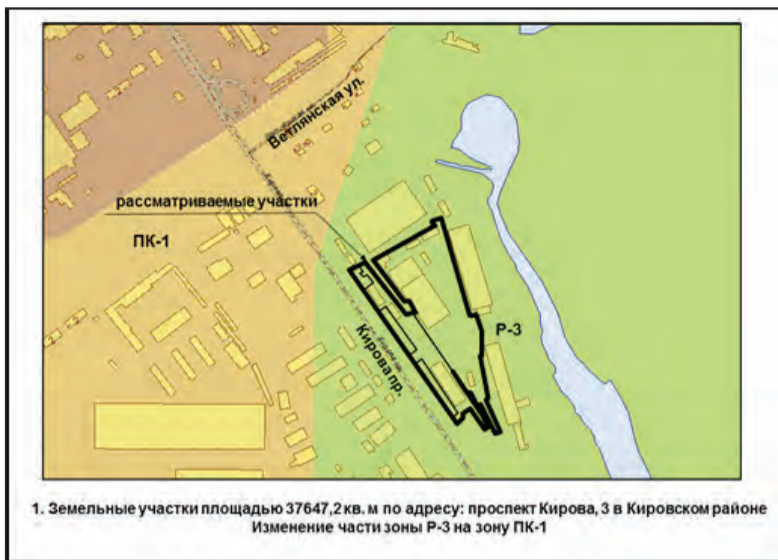 Ветлянская ул.
рассматриваемые участки
ПК-1
Р-3
Кирова пр.
1. Земельные участки площадью 37647,2 кв. м по адресу: проспект Кирова, 3 в Кировском районе
Изменение части зоны Р-3 на зону ПК-1